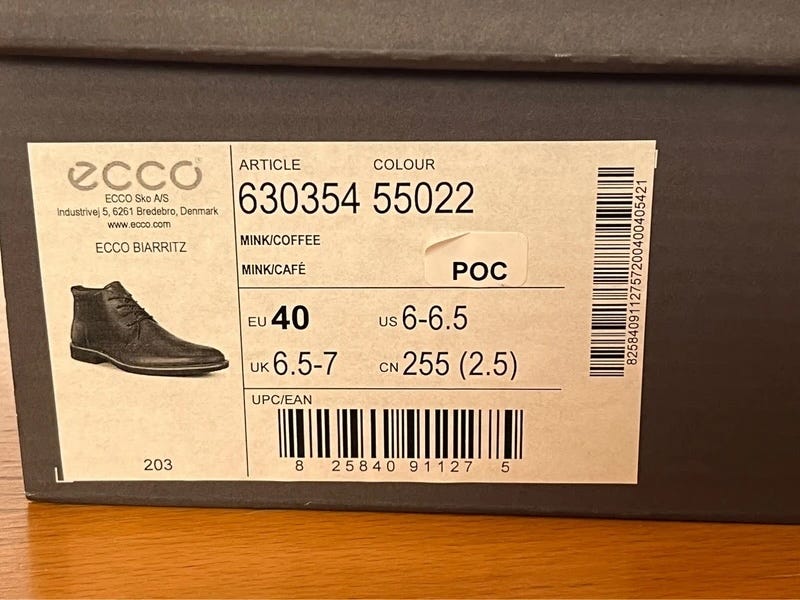 ecco®
ECCO Sko A/S
Industrivej 5, 6261 Bredebro, Denmark
www.ecco.com
ECCO BIARRITZ
203
ARTICLE COLOUR
630354 55022
MINK/COFFEE
MINK/CAFÉ
POC
EU 40 US 6-6.5
UK 6.5-7 CN 255 (2.5)
UPC/EAN
8 25840 91127 5
8258409112757200400405421